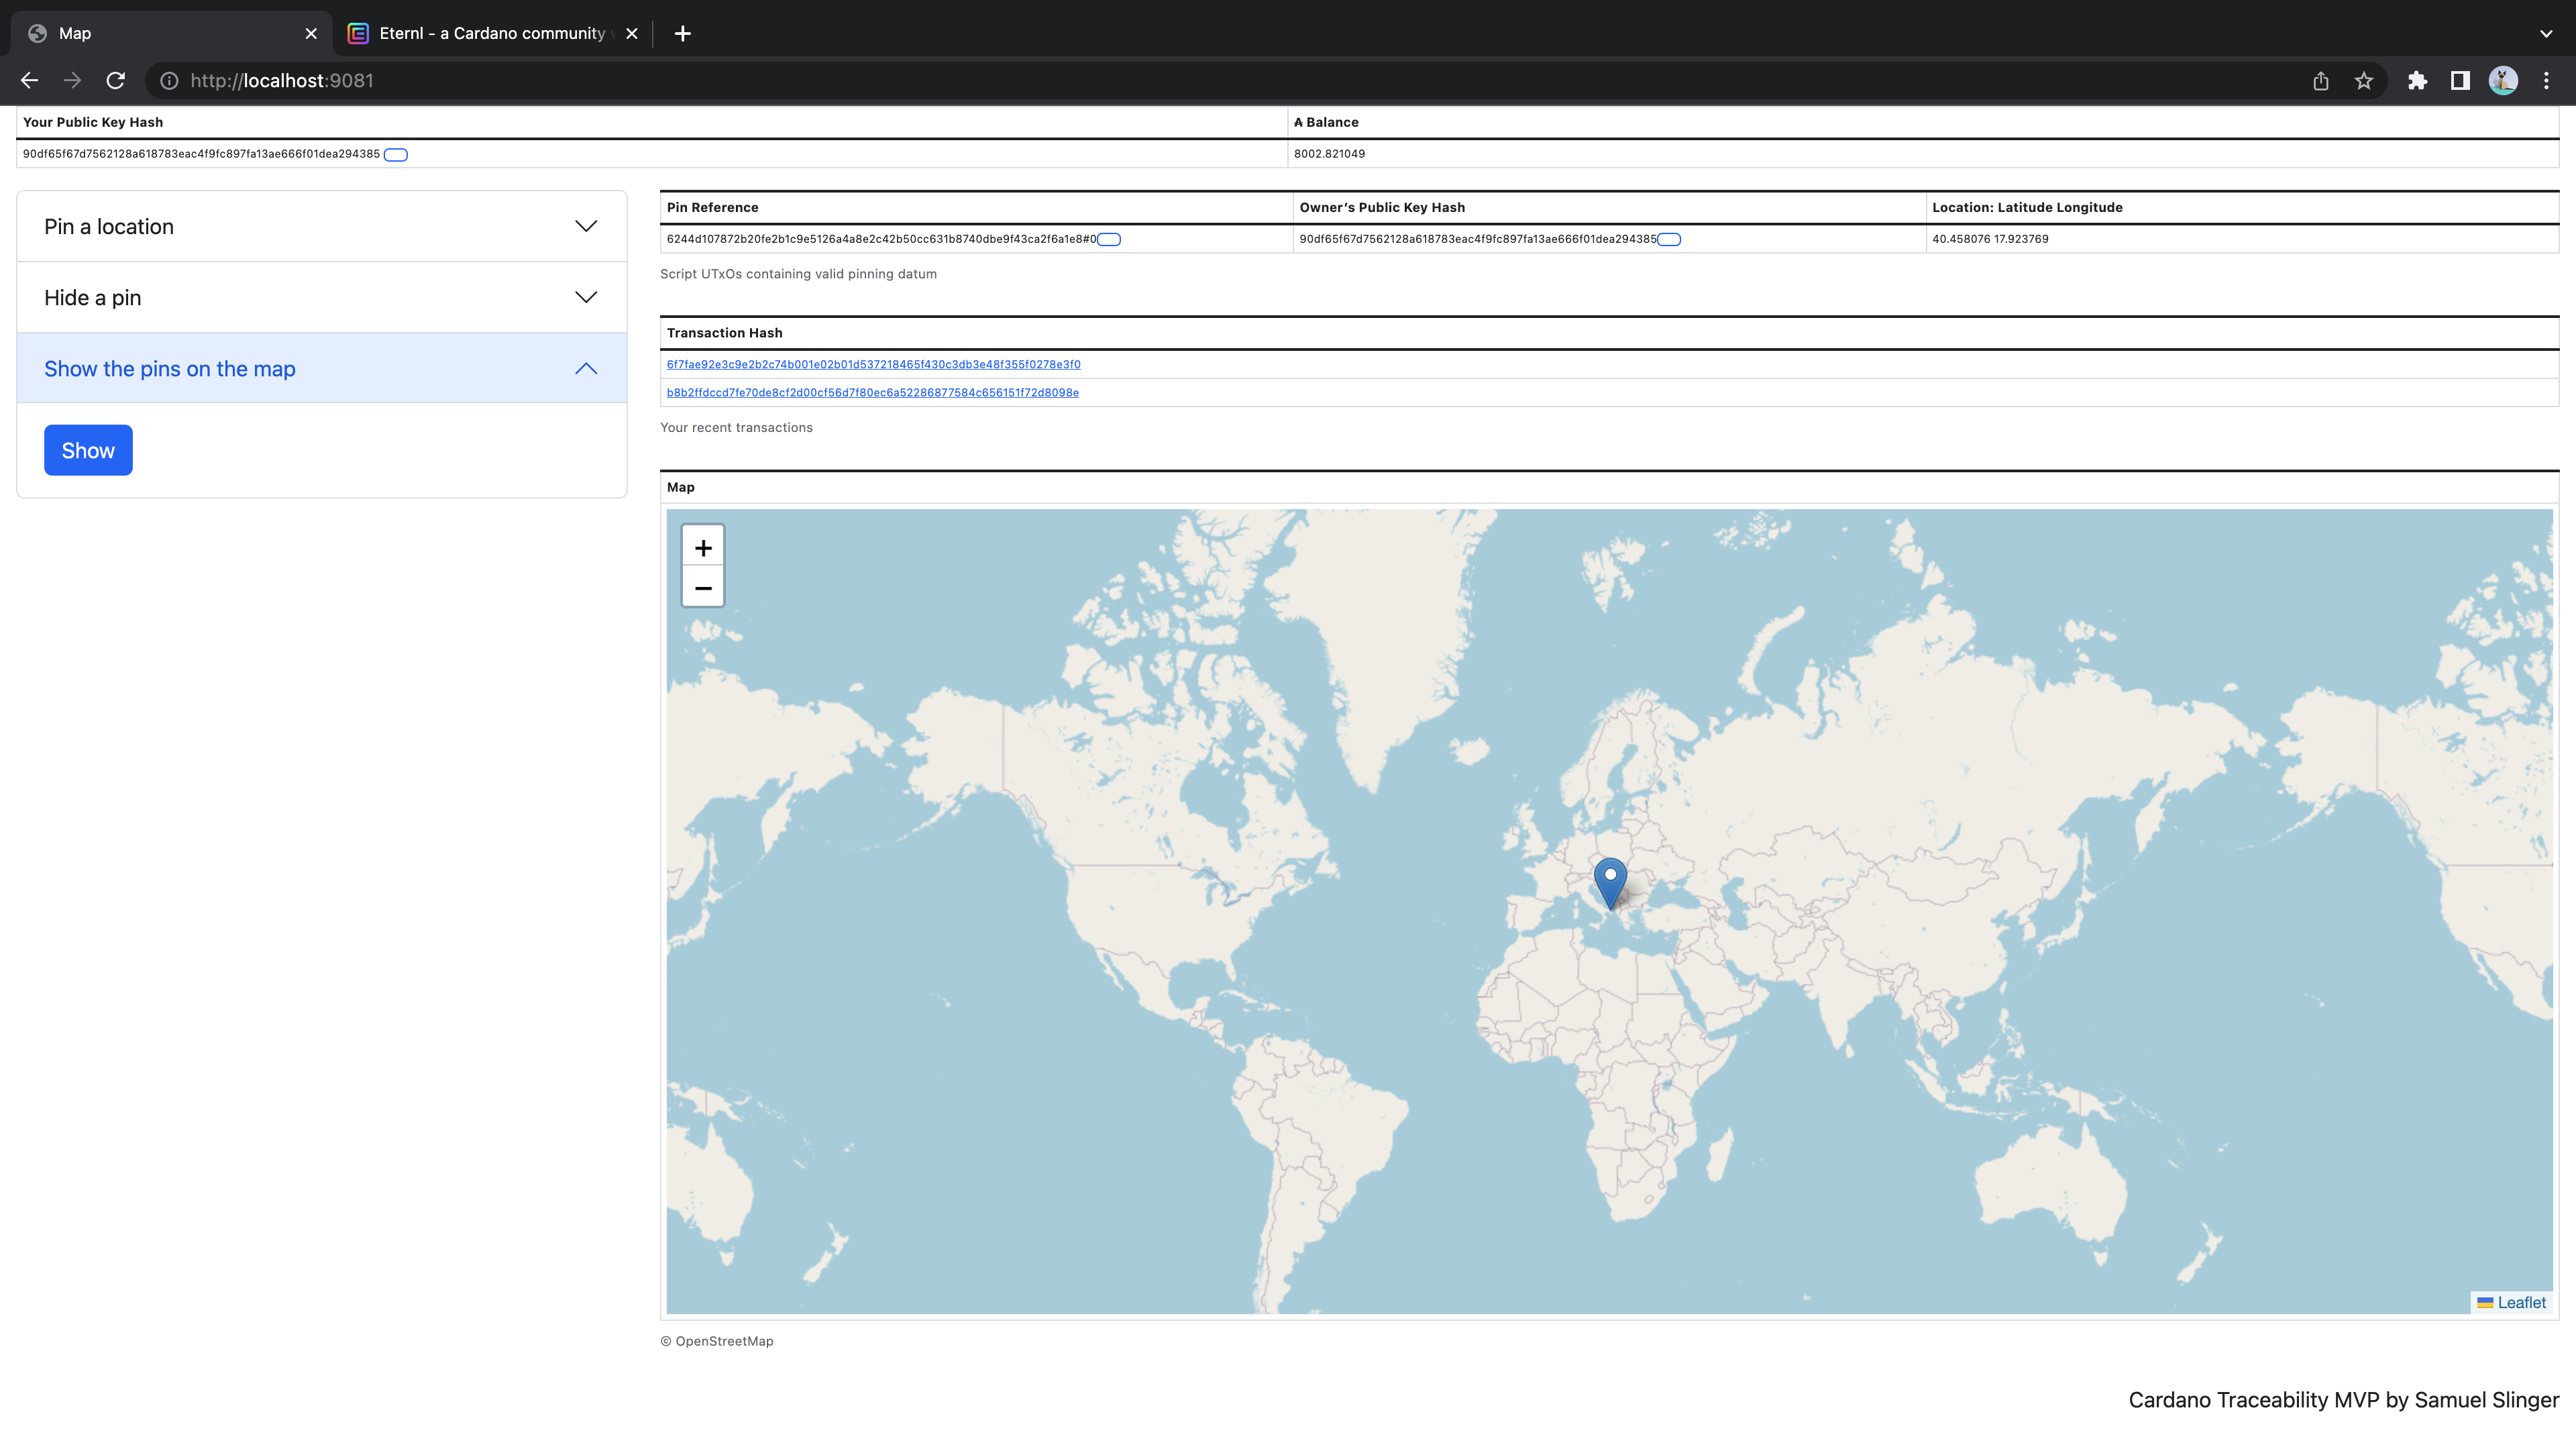 Map
Eternl - a Cardano community
http://localhost:9081
Your Public Key Hash
₳ Balance
90df65f67d7562128a618783eac4f9fc897fa13ae666f01dea294385
8002.821049
Pin a location
Hide a pin
Show the pins on the map
Show
Pin Reference
Owner's Public Key Hash
Location: Latitude Longitude
6244d107872b20fe2b1c9e5126a4a8e2c42b50cc631b8740dbe9f43ca2f6a1e8#0
90df65f67d7562128a618783eac4f9fc897fa13ae666f01dea294385
40.458076 17.923769
Script UTxOs containing valid pinning datum
Transaction Hash
6f7fae92e3c9e2b2c74b001e02b01d537218465f430c3db3e48f355f0278e3f0
b8b2ffdccd7fe70de8cf2d00cf56d7f80ec6a52286877584c656151f72d8098e
Your recent transactions
Map
+
−
Leaflet
© OpenStreetMap
Cardano Traceability MVP by Samuel Slinger